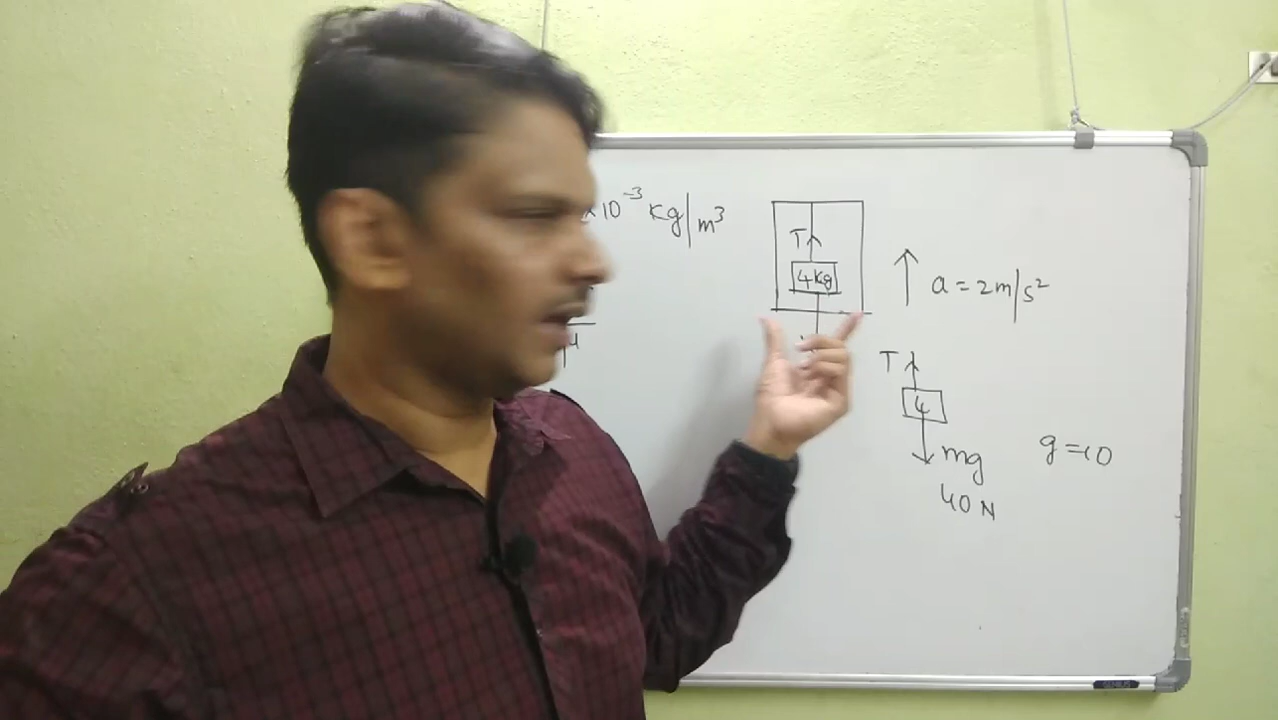 ×10⁻³ Kg/m³
T
4Kg
a = 2m/s²
μ
T
4
mg
g = 10
40 N